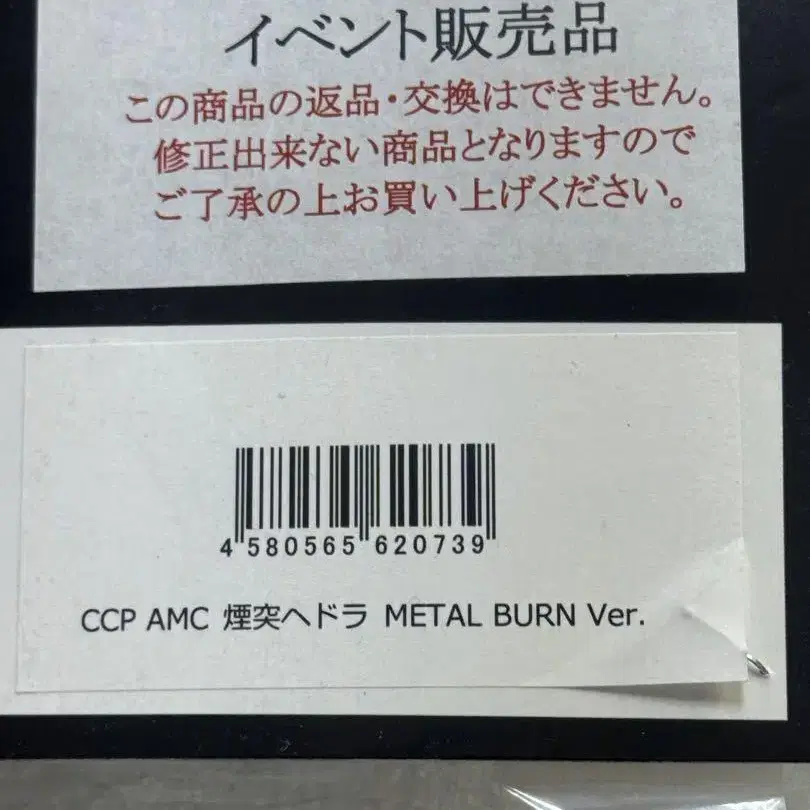 イベント販売品
この商品の返品・交換はできません。
修正出来ない商品となりますので
ご了承の上お買い上げください。
4 580565 620739
CCP AMC 煙突ヘドラ METAL BURN Ver.